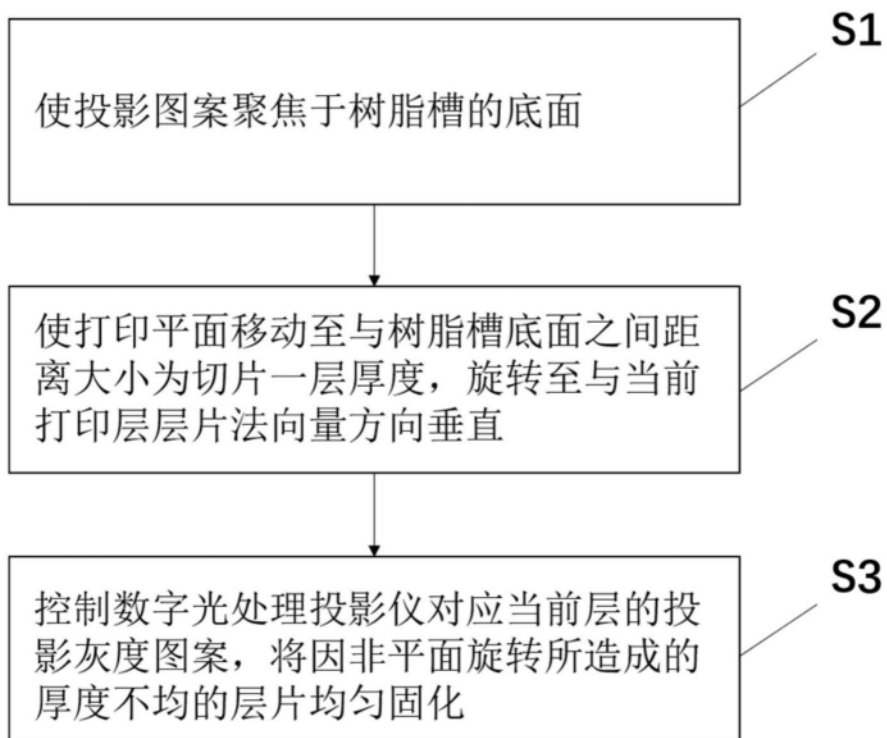 S1
使投影图案聚焦于树脂槽的底面
S2
使打印平面移动至与树脂槽底面之间距
离大小为切片一层厚度，旋转至与当前
打印层层片法向量方向垂直
S3
控制数字光处理投影仪对应当前层的投
影灰度图案，将因非平面旋转所造成的
厚度不均的层片均匀固化